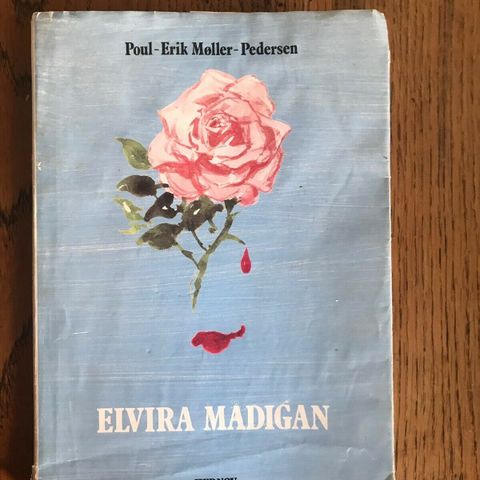 Poul-Erik Møller-Pedersen
ELVIRA MADIGAN